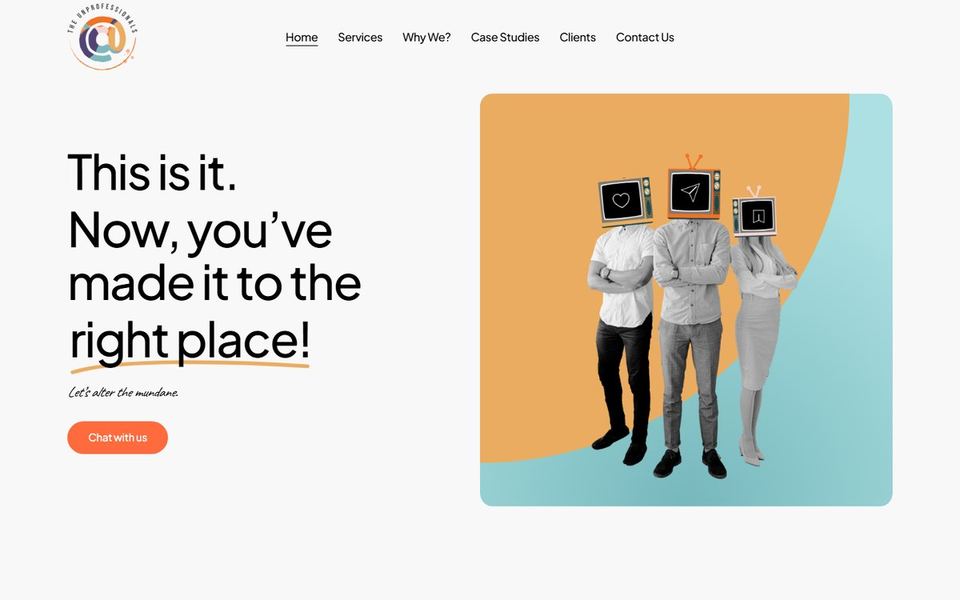 THE UNPROFESSIONALS
Home Services Why We? Case Studies Clients Contact Us
This is it.
Now, you’ve
made it to the
right place!
Let's alter the mundane.
Chat with us